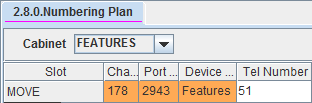 2.8.0.Numbering Plan
Cabinet FEATURES
Slot Cha... Port ... Device ... Tel Number
MOVE 178 2943 Features 51